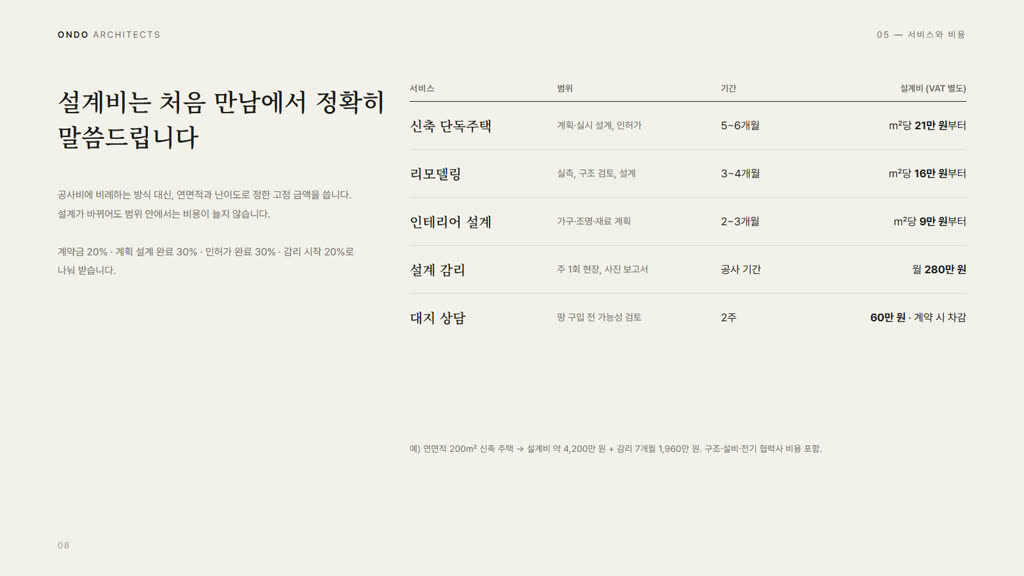 ONDO ARCHITECTS
05 — 서비스와 비용
설계비는 처음 만남에서 정확히
말씀드립니다
공사비에 비례하는 방식 대신, 연면적과 난이도로 정한 고정 금액을 씁니다.
설계가 바뀌어도 범위 안에서는 비용이 늘지 않습니다.
계약금 20% · 계획 설계 완료 30% · 인허가 완료 30% · 감리 시작 20%로
나눠 받습니다.
서비스 범위 기간 설계비 (VAT 별도)
신축 단독주택 계획·실시 설계, 인허가 5~6개월 m²당 21만 원부터
리모델링 실측, 구조 검토, 설계 3~4개월 m²당 16만 원부터
인테리어 설계 가구·조명·재료 계획 2~3개월 m²당 9만 원부터
설계 감리 주 1회 현장, 사진 보고서 공사 기간 월 280만 원
대지 상담 땅 구입 전 가능성 검토 2주 60만 원 · 계약 시 차감
예) 연면적 200m² 신축 주택 → 설계비 약 4,200만 원 + 감리 7개월 1,960만 원. 구조·설비·전기 협력사 비용 포함.
08